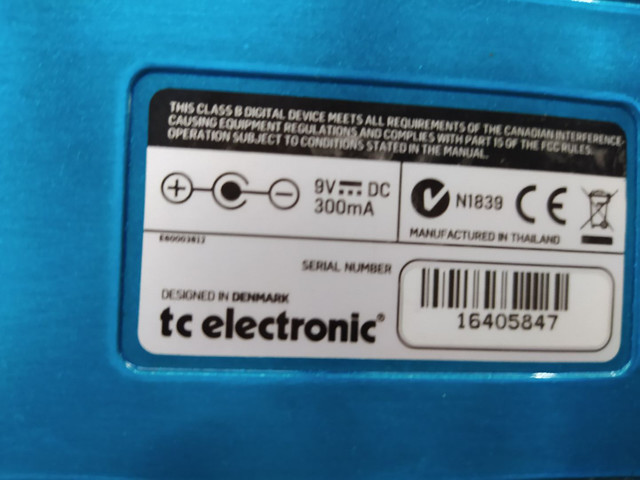 THIS CLASS B DIGITAL DEVICE MEETS ALL REQUIREMENTS OF THE CANADIAN INTERFERENCE-
CAUSING EQUIPMENT REGULATIONS AND COMPLIES WITH PART 15 OF THE FCC RULES.
OPERATION SUBJECT TO CONDITIONS STATED IN THE MANUAL.
9V DC
300mA
N1839 CE
MANUFACTURED IN THAILAND
SERIAL NUMBER
DESIGNED IN DENMARK
tc electronic®
16405847